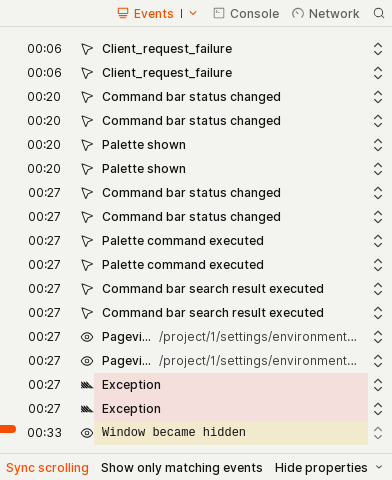 Events Console Network
00:06 Client_request_failure
00:06 Client_request_failure
00:20 Command bar status changed
00:20 Command bar status changed
00:20 Palette shown
00:20 Palette shown
00:27 Command bar status changed
00:27 Command bar status changed
00:27 Palette command executed
00:27 Palette command executed
00:27 Command bar search result executed
00:27 Command bar search result executed
00:27 Pagevi... /project/1/settings/environment...
00:27 Pagevi... /project/1/settings/environment...
00:27 Exception
00:27 Exception
00:33 Window became hidden
Sync scrolling Show only matching events Hide properties